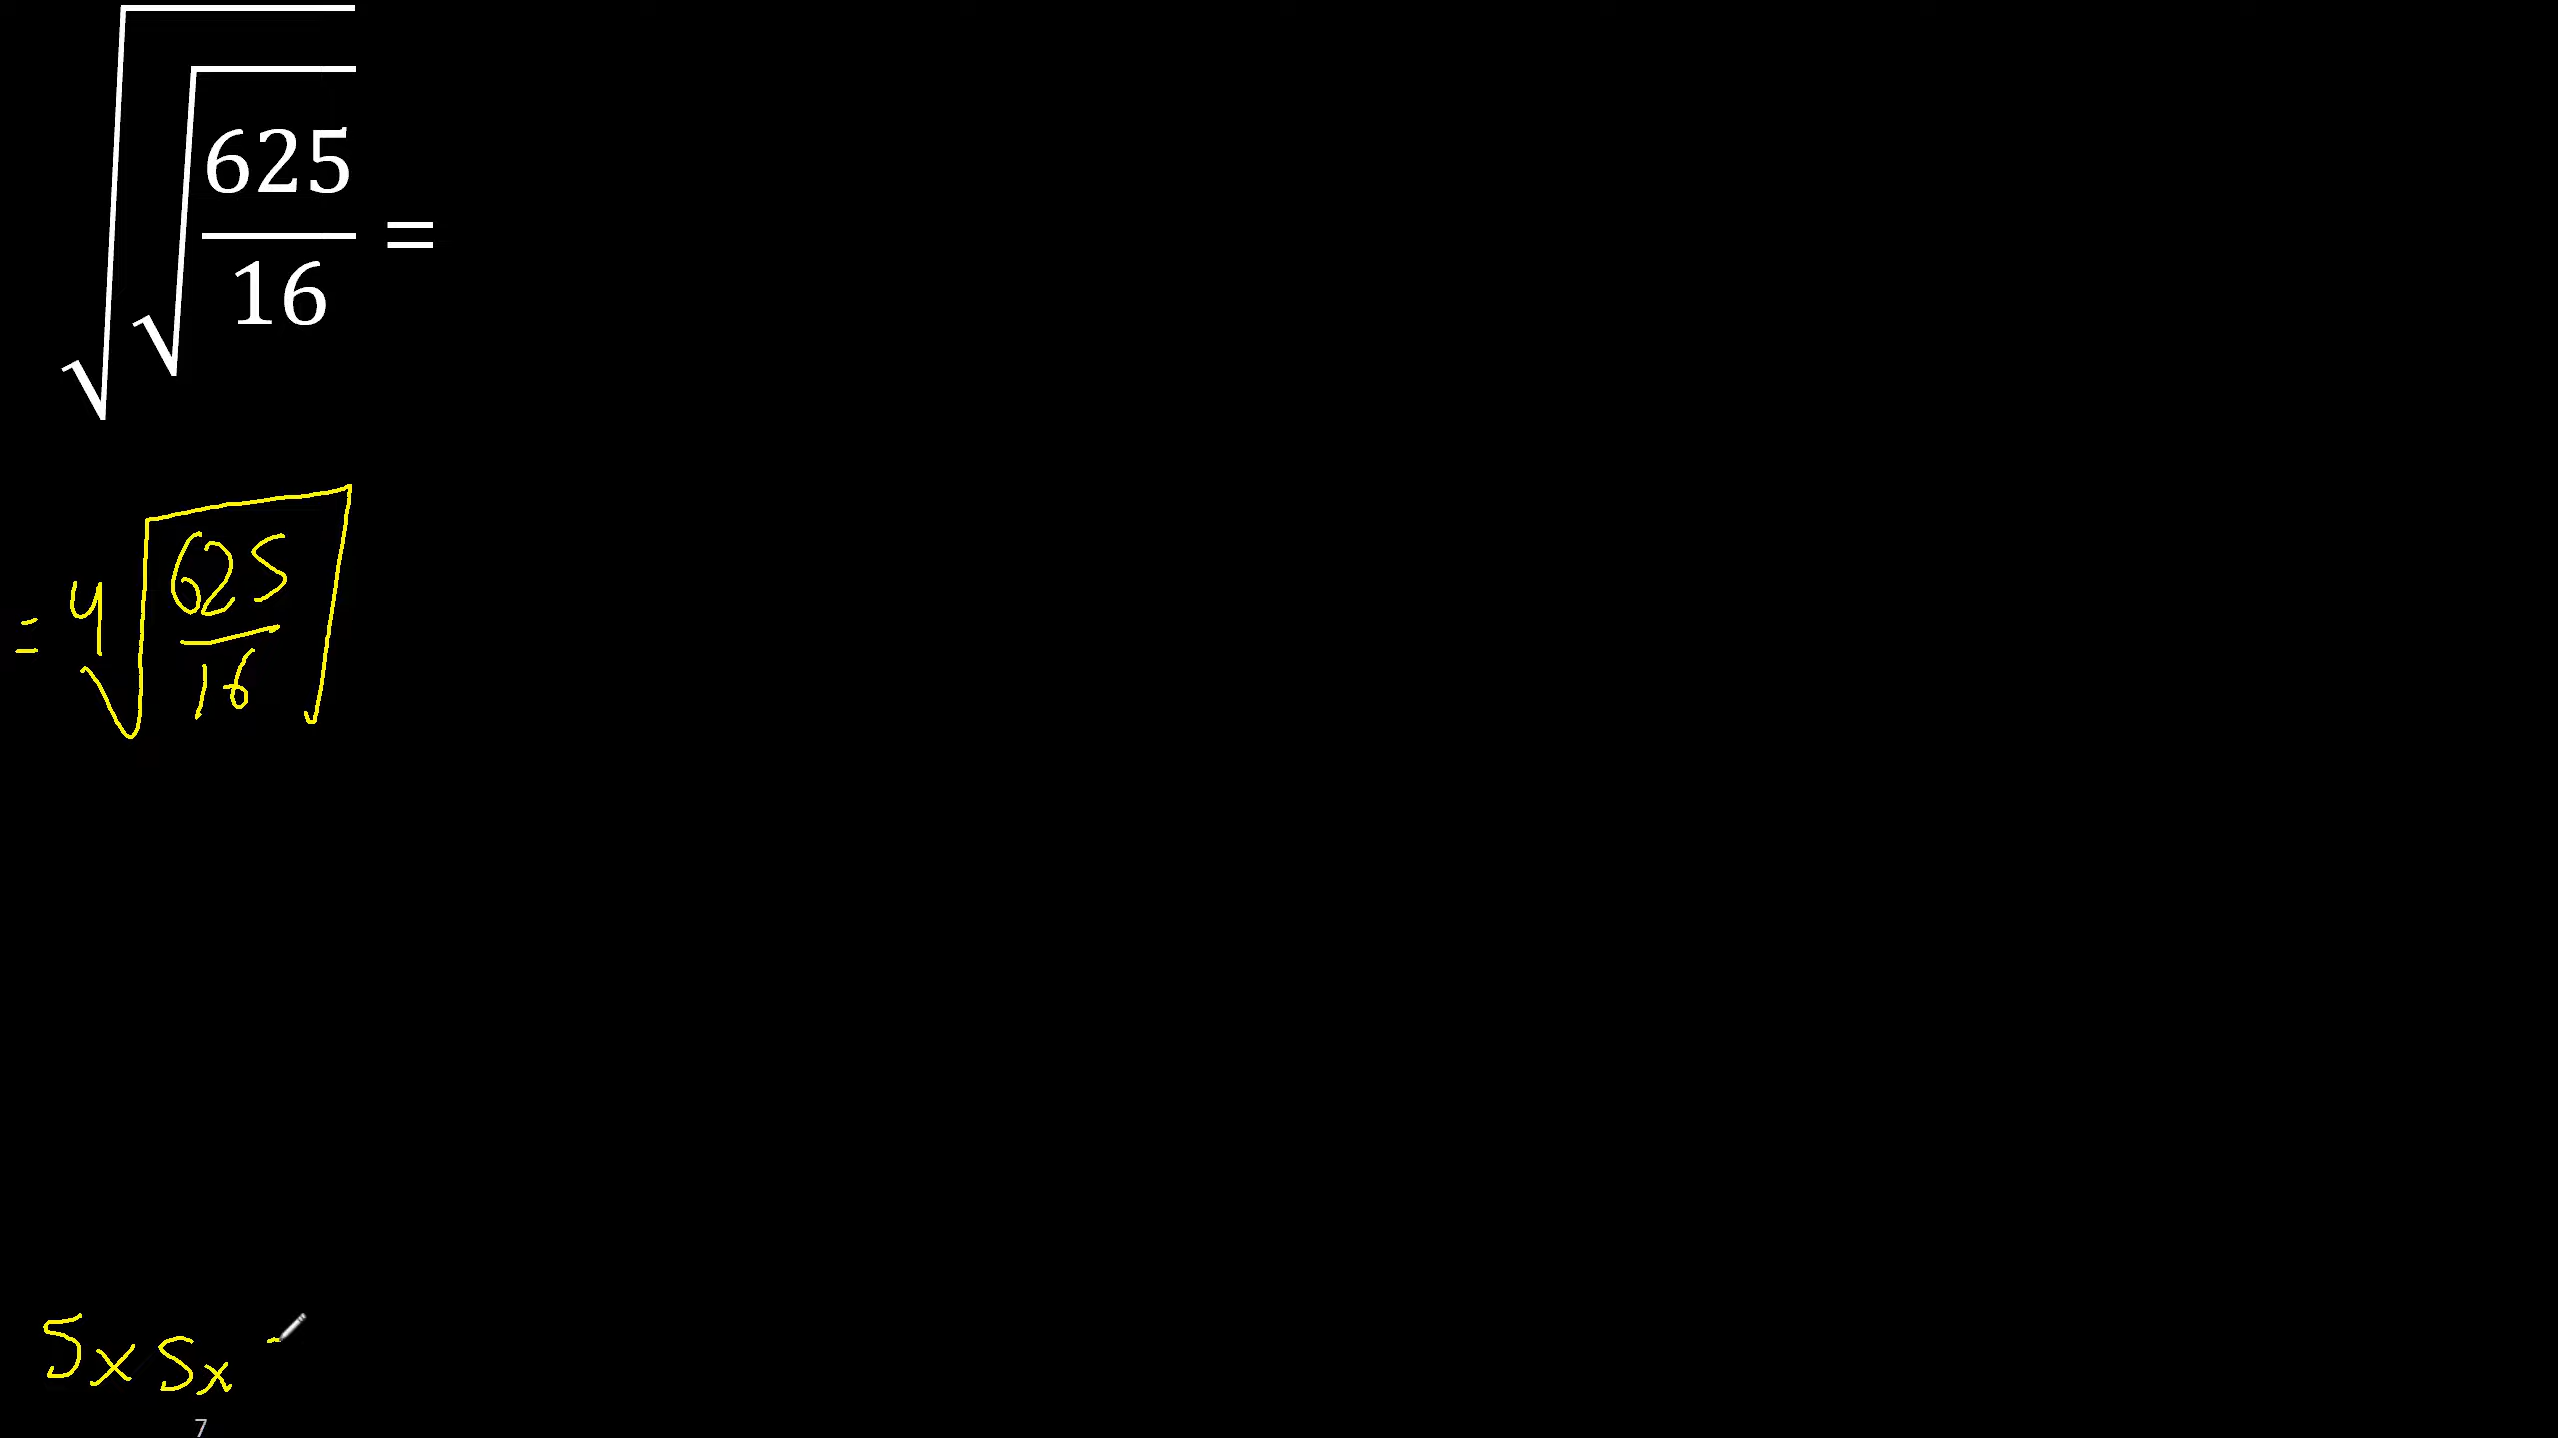 √√625/16 =
= ⁴√625/16
5x5x
7